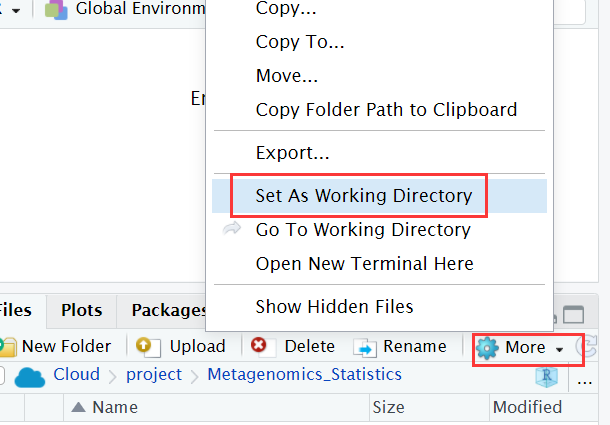 Global Environm
Copy...
Copy To...
Move...
Copy Folder Path to Clipboard
Export...
Set As Working Directory
Go To Working Directory
Open New Terminal Here
Show Hidden Files
En
Files Plots Packages
New Folder Upload Delete Rename More
Cloud project Metagenomics_Statistics R ...
Name Size Modified